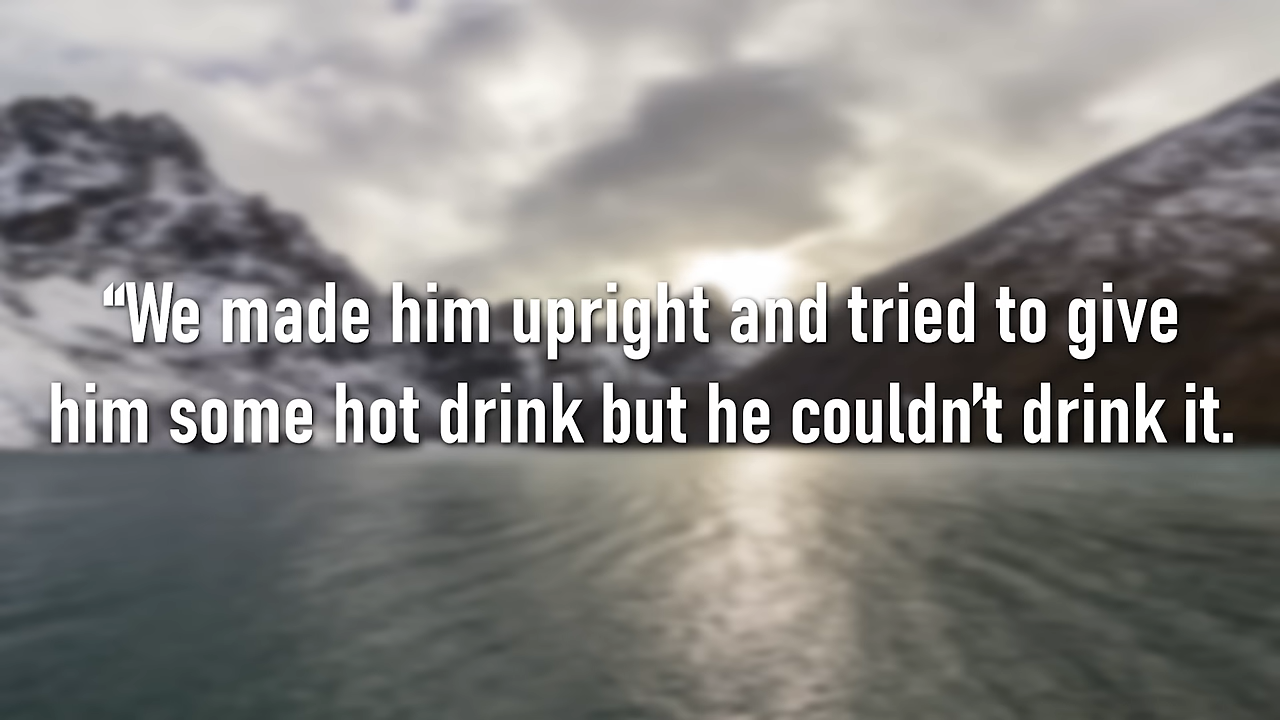 “We made him upright and tried to give
him some hot drink but he couldn’t drink it.